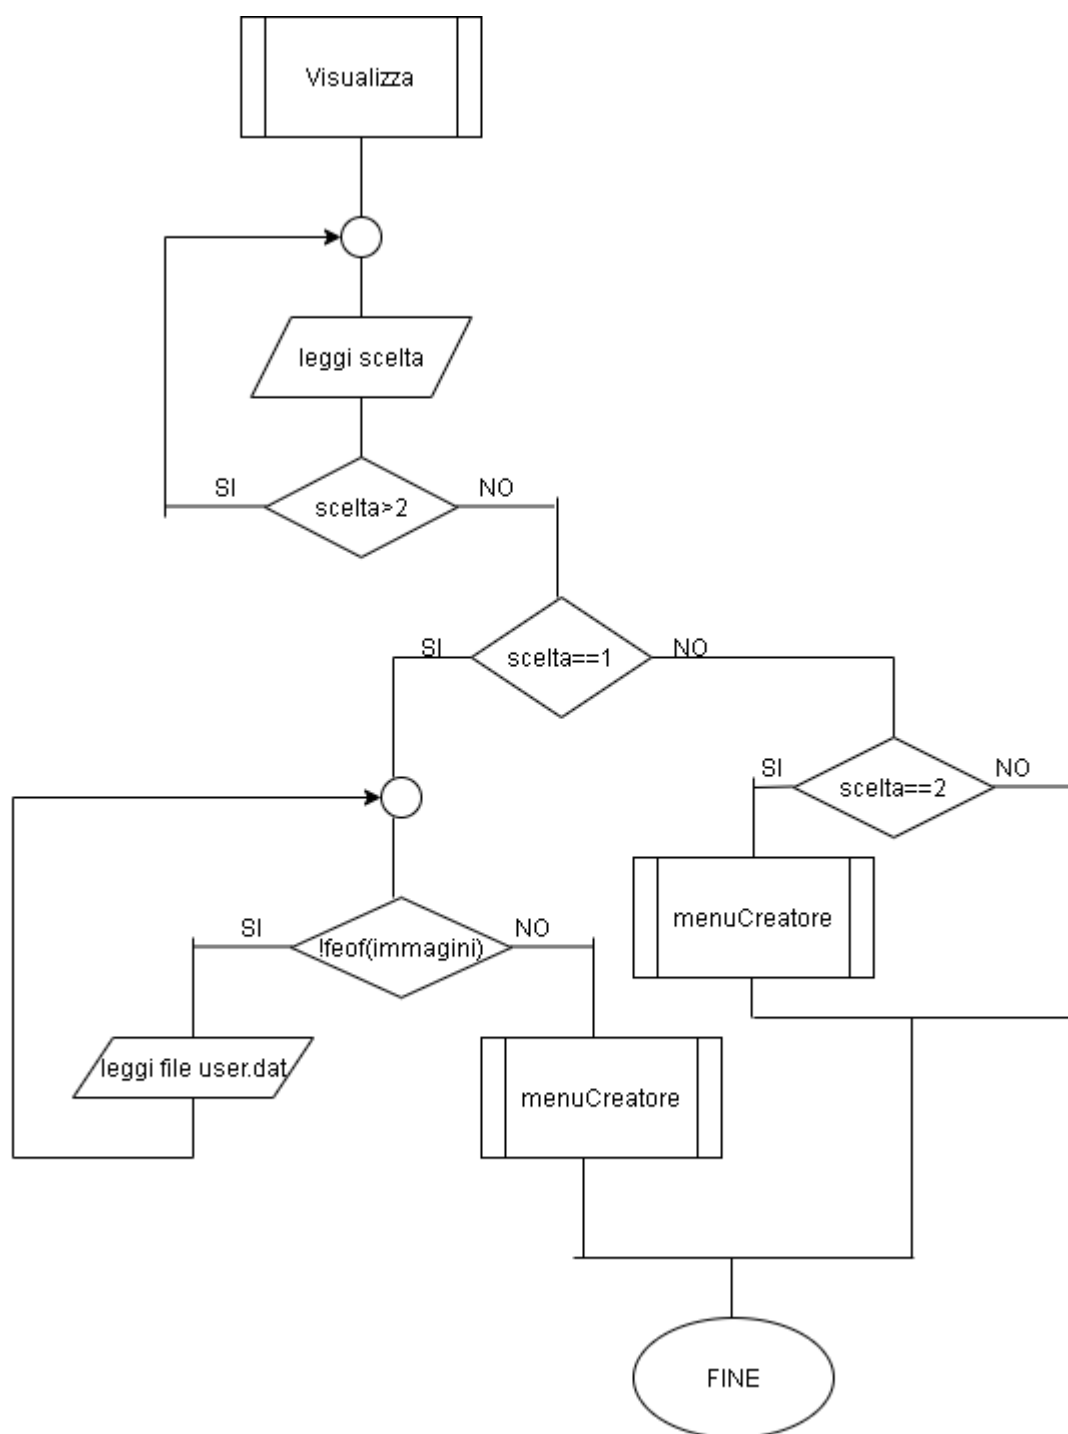 Visualizza
leggi scelta
SI
NO
scelta>2
SI
NO
scelta==1
SI
NO
scelta==2
menuCreatore
SI
NO
!feof(immagini)
leggi file user.dat
menuCreatore
FINE